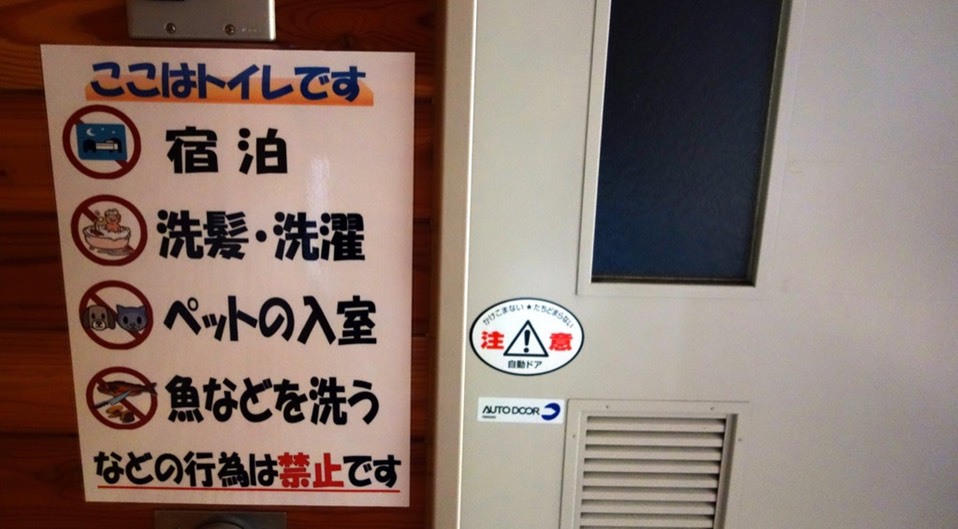 ここはトイレです
宿泊
洗髪・洗濯
ペットの入室
魚などを洗う
などの行為は禁止です
かけこまない★たちどまらない
注⚠意
自動ドア
AUTO DOOR